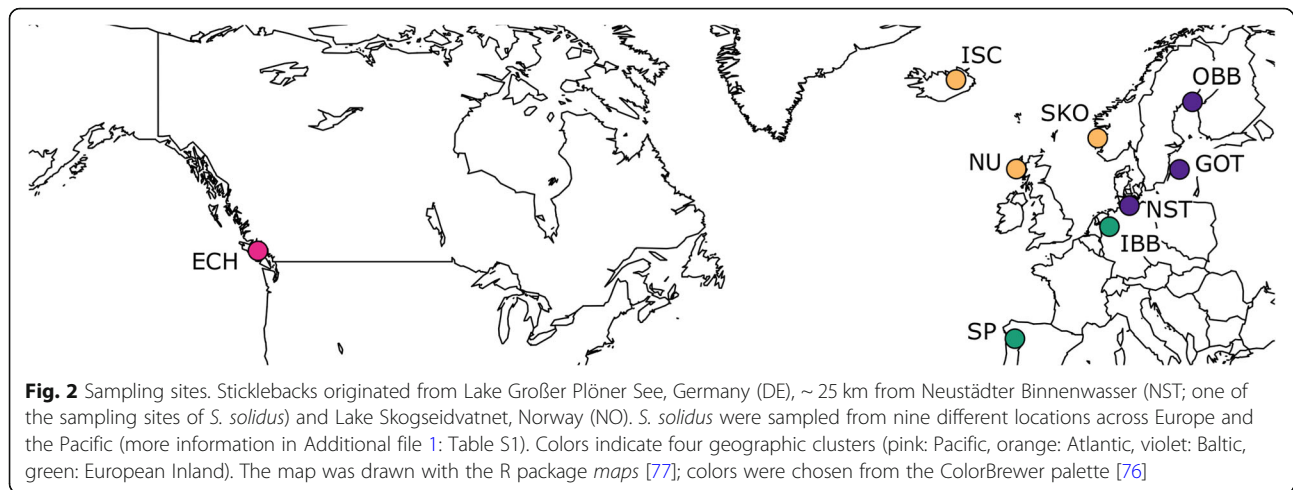 ISC
OBB
SKO
NU
GOT
NST
IBB
ECH
SP
Fig. 2 Sampling sites. Sticklebacks originated from Lake Großer Plöner See, Germany (DE), ~ 25 km from Neustädter Binnenwasser (NST; one of
the sampling sites of S. solidus) and Lake Skogseidvatnet, Norway (NO). S. solidus were sampled from nine different locations across Europe and
the Pacific (more information in Additional file 1: Table S1). Colors indicate four geographic clusters (pink: Pacific, orange: Atlantic, violet: Baltic,
green: European Inland). The map was drawn with the R package maps [77]; colors were chosen from the ColorBrewer palette [76]